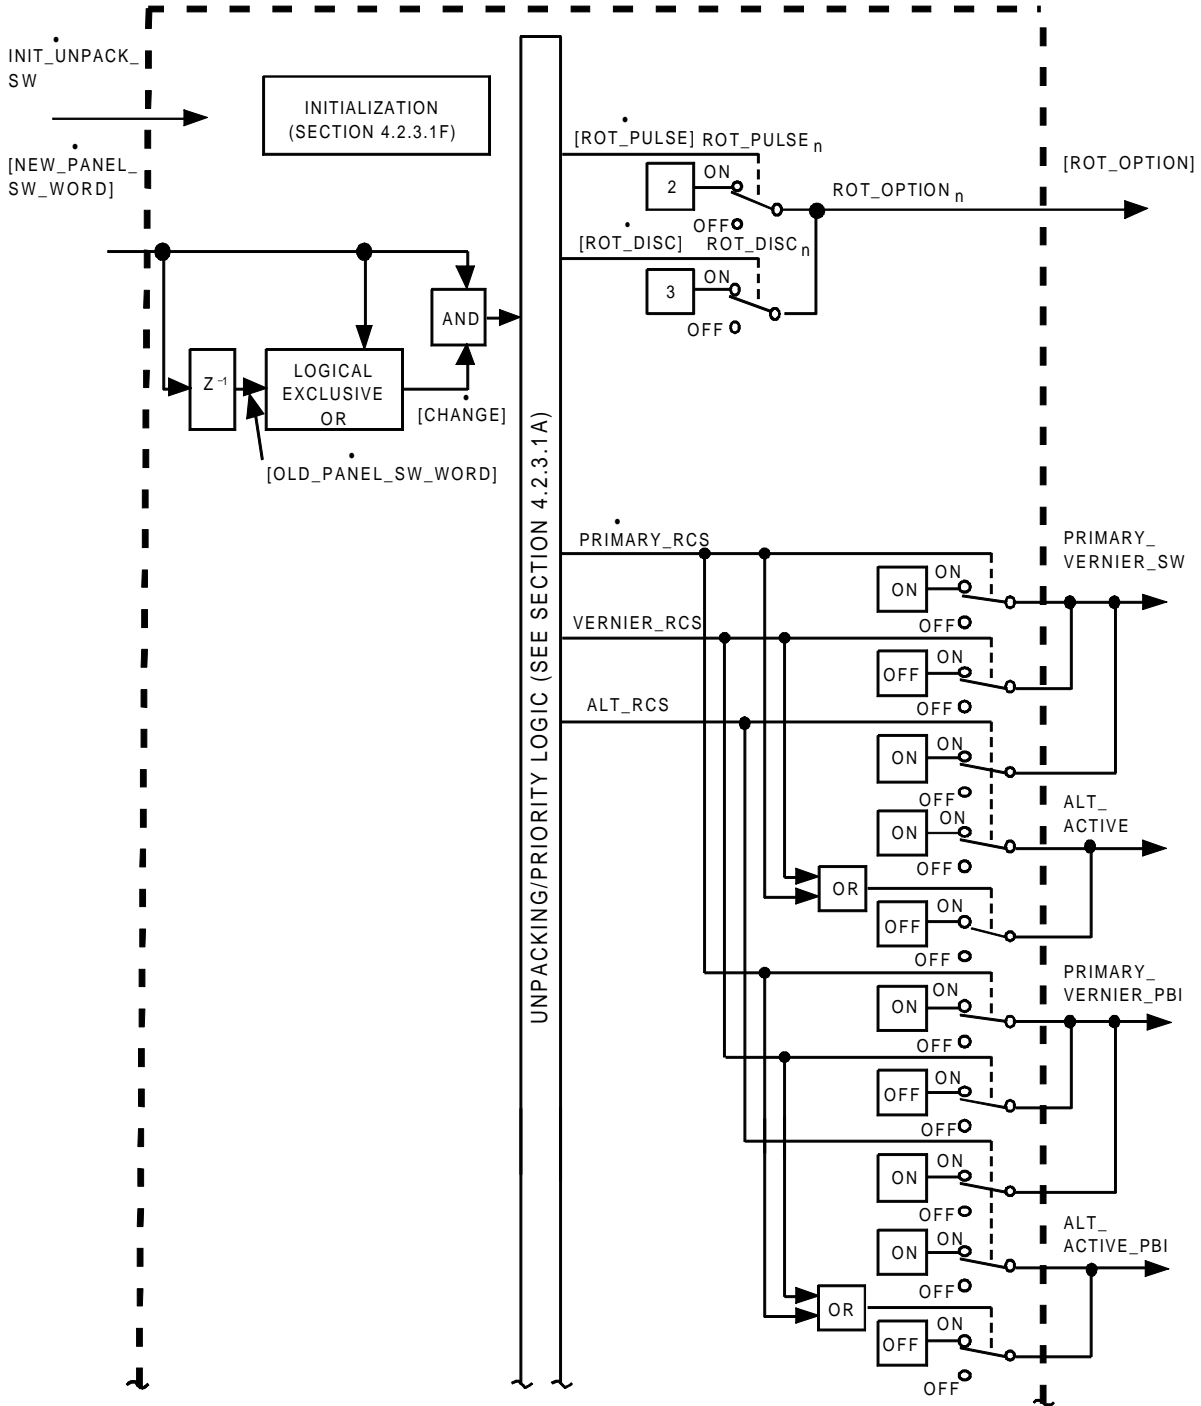 INIT_UNPACK_
SW
[NEW_PANEL_
SW_WORD]
INITIALIZATION
(SECTION 4.2.3.1F)
AND
Z⁻¹
LOGICAL
EXCLUSIVE
OR
[CHANGE]
[OLD_PANEL_SW_WORD]
UNPACKING/PRIORITY LOGIC (SEE SECTION 4.2.3.1A)
[ROT_PULSE] ROT_PULSE n
2
ON
OFF
ROT_OPTION n
[ROT_OPTION]
[ROT_DISC] ROT_DISC n
3
ON
OFF
PRIMARY_RCS
ON
ON
OFF
PRIMARY_
VERNIER_SW
VERNIER_RCS
OFF
ON
OFF
ALT_RCS
ON
ON
OFF
ON
ON
OFF
ALT_
ACTIVE
OR
OFF
ON
OFF
ON
ON
OFF
PRIMARY_
VERNIER_PBI
OFF
ON
OFF
ON
ON
OFF
ON
ON
OFF
ALT_
ACTIVE_PBI
OR
OFF
ON
OFF